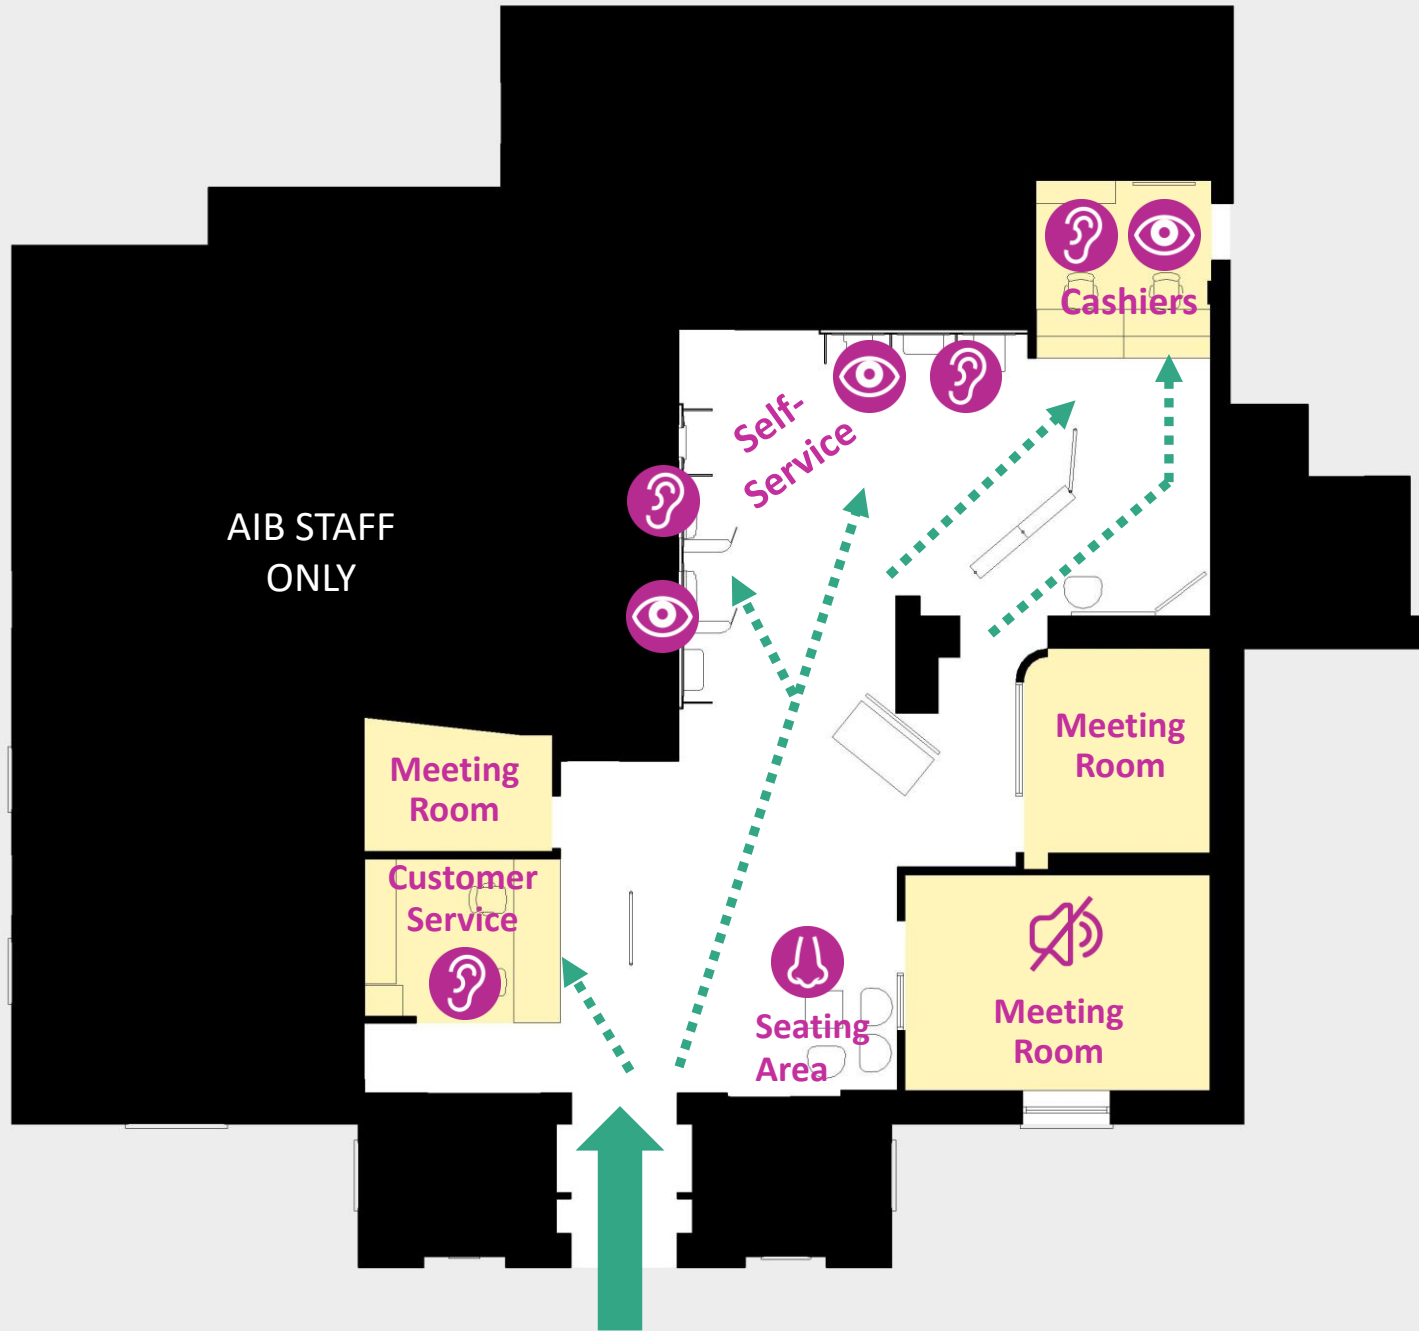 Cashiers
Self-
Service
AIB STAFF
ONLY
Meeting
Room
Meeting
Room
Customer
Service
Seating
Area
Meeting
Room